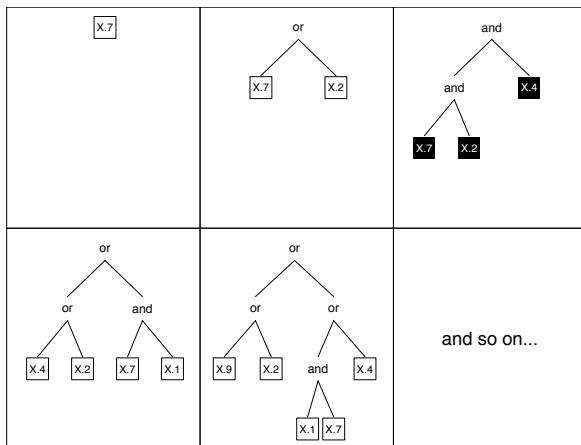 X.7
or
X.7 X.2
and
and X.4
X.7 X.2
or
or and
X.4 X.2 X.7 X.1
or
or or
X.9 X.2 and X.4
X.1 X.7
and so on...